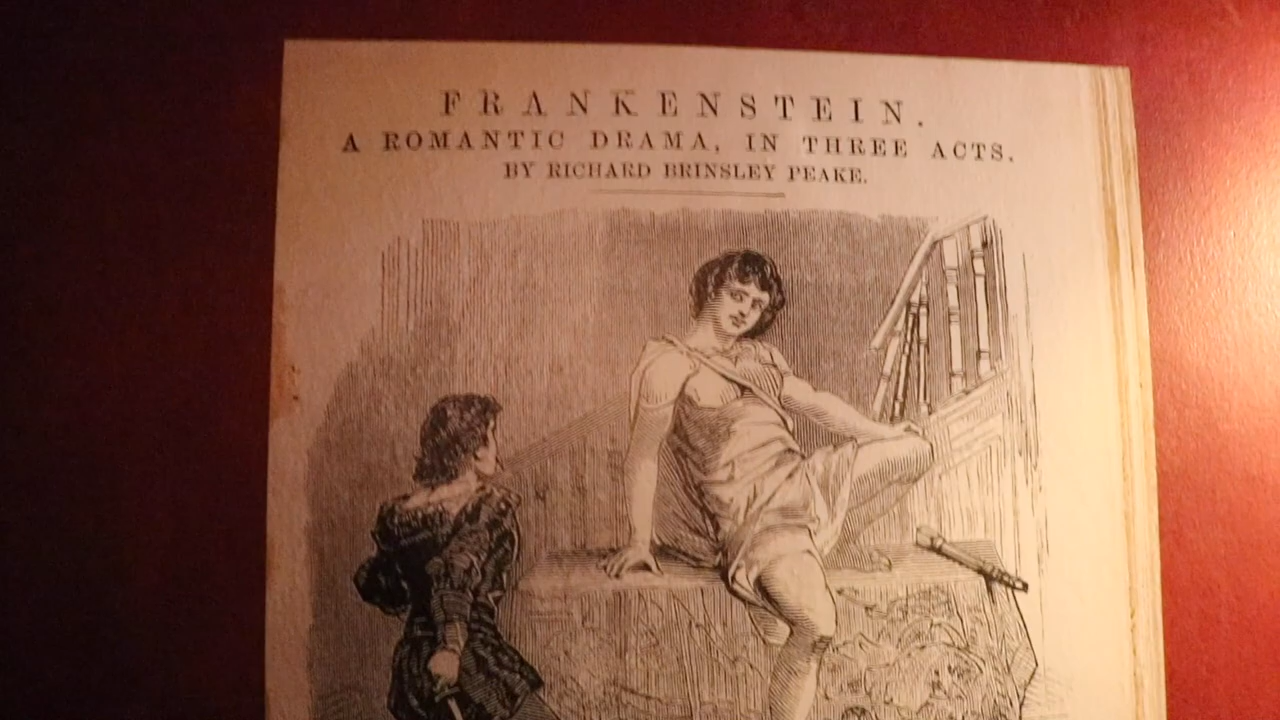 FRANKENSTEIN.
A ROMANTIC DRAMA, IN THREE ACTS.
BY RICHARD BRINSLEY PEAKE.